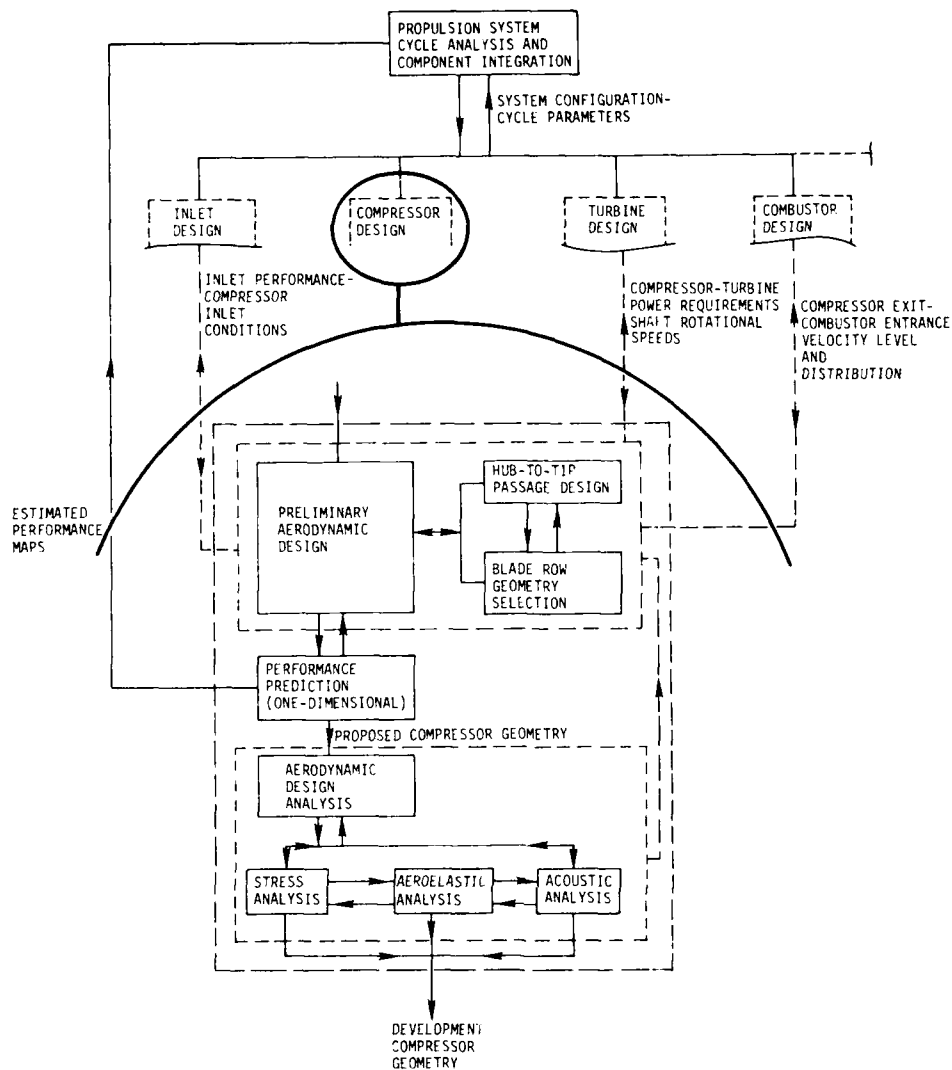 PROPULSION SYSTEM
CYCLE ANALYSIS AND
COMPONENT INTEGRATION
SYSTEM CONFIGURATION-
CYCLE PARAMETERS
INLET
DESIGN
COMPRESSOR
DESIGN
TURBINE
DESIGN
COMBUSTOR
DESIGN
INLET PERFORMANCE-
COMPRESSOR
INLET
CONDITIONS
COMPRESSOR-TURBINE
POWER REQUIREMENTS
SHAFT ROTATIONAL
SPEEDS
COMPRESSOR EXIT-
COMBUSTOR ENTRANCE
VELOCITY LEVEL
AND
DISTRIBUTION
ESTIMATED
PERFORMANCE
MAPS
PRELIMINARY
AERODYNAMIC
DESIGN
HUB-TO-TIP
PASSAGE DESIGN
BLADE ROW
GEOMETRY
SELECTION
PERFORMANCE
PREDICTION
(ONE-DIMENSIONAL)
PROPOSED COMPRESSOR GEOMETRY
AERODYNAMIC
DESIGN
ANALYSIS
STRESS
ANALYSIS
AEROELASTIC
ANALYSIS
ACOUSTIC
ANALYSIS
DEVELOPMENT
COMPRESSOR
GEOMETRY